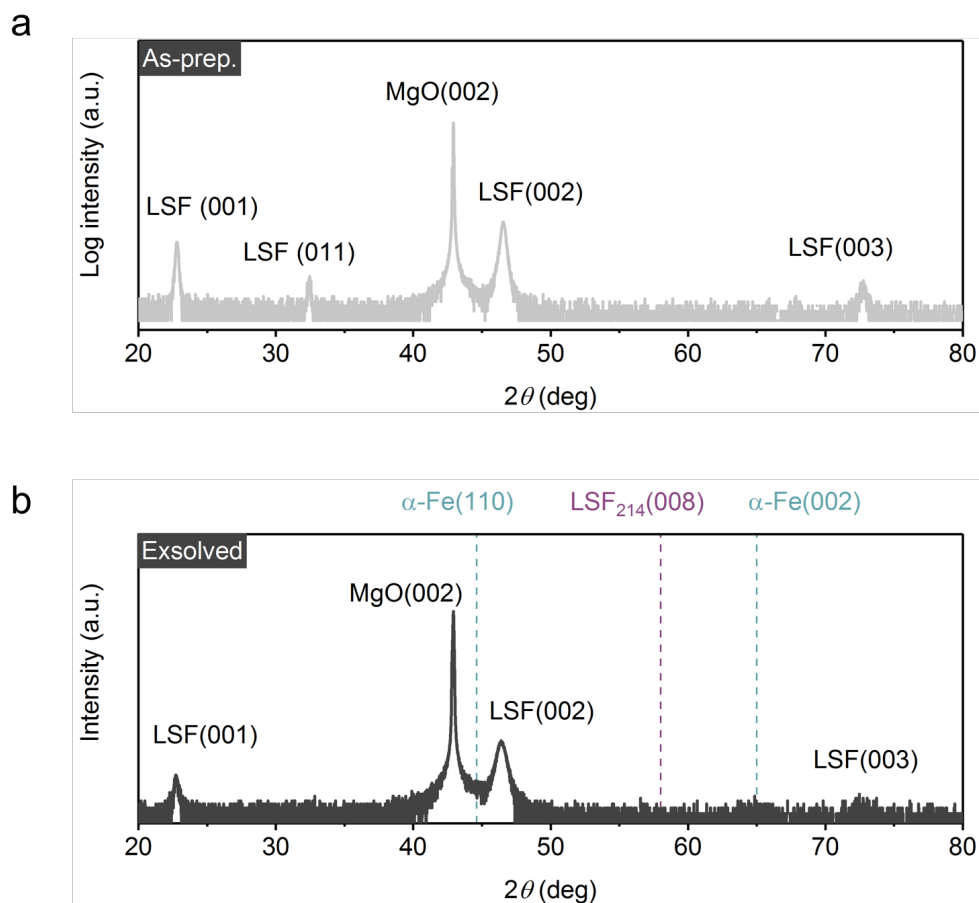 a
As-prep.
MgO(002)
LSF (001)
LSF (011)
LSF(002)
LSF(003)
Log intensity (a.u.)
20 30 40 50 60 70 80
2θ (deg)
b
α-Fe(110) LSF₂₁₄(008) α-Fe(002)
Exsolved
MgO(002)
LSF(001)
LSF(002)
LSF(003)
Intensity (a.u.)
20 30 40 50 60 70 80
2θ (deg)